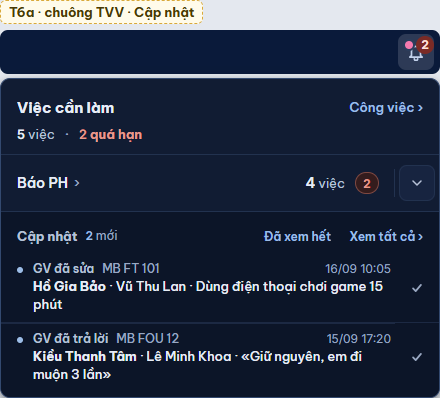 T6a · chuông TVV · Cập nhật
2
Việc cần làm
Công việc ›
5 việc · 2 quá hạn
Báo PH ›
4 việc
2
Cập nhật 2 mới
Đã xem hết
Xem tất cả ›
GV đã sửa MB FT 101
16/09 10:05
Hồ Gia Bảo · Vũ Thu Lan · Dùng điện thoại chơi game 15
phút
GV đã trả lời MB FOU 12
15/09 17:20
Kiều Thanh Tâm · Lê Minh Khoa · «Giữ nguyên, em đi
muộn 3 lần»